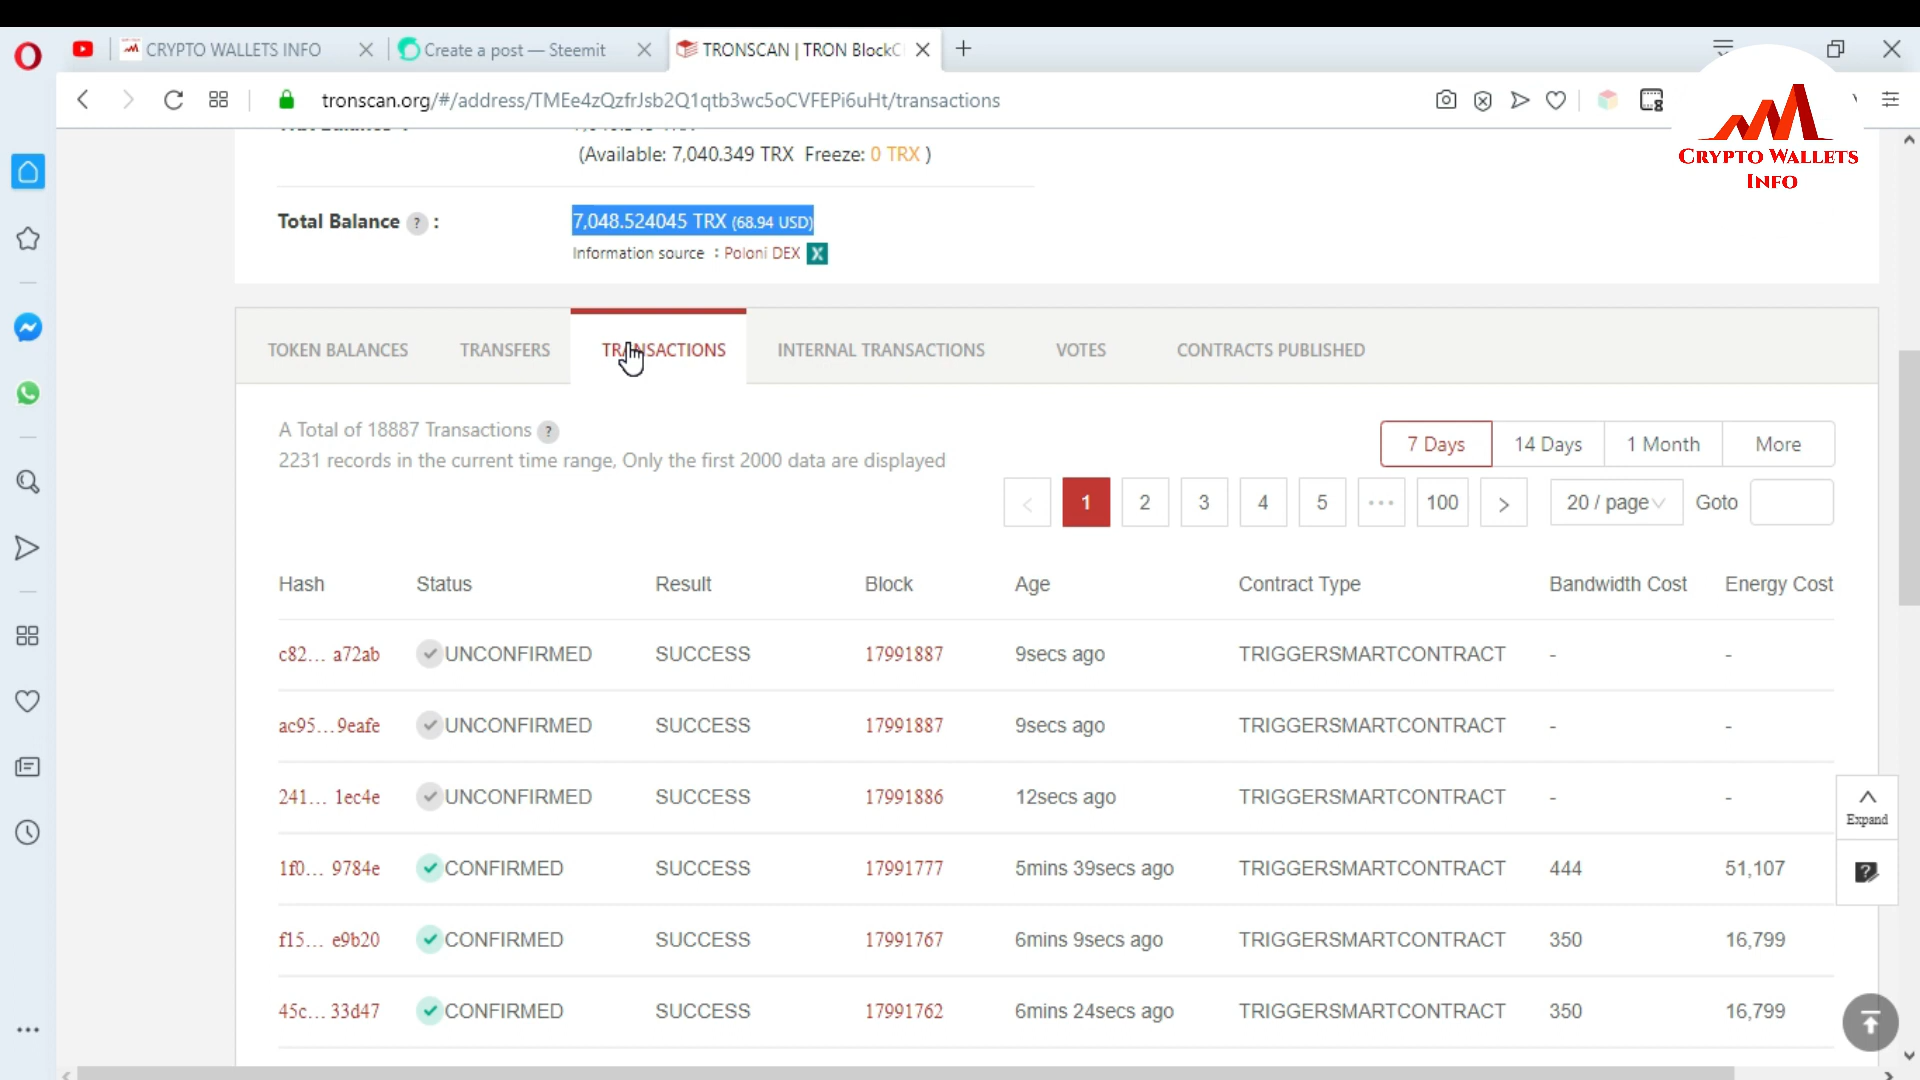 CRYPTO WALLETS INFO
Create a post — Steemit
TRONSCAN | TRON BlockC
tronscan.org/#/address/TMEe4zQzfrJsb2Q1qtb3wc5oCVFEPi6uHt/transactions
CRYPTO WALLETS
INFO
(Available: 7,040.349 TRX Freeze: 0 TRX )
Total Balance ? : 7,048.524045 TRX (68.94 USD)
Information source : Poloni DEX
TOKEN BALANCES TRANSFERS TRANSACTIONS INTERNAL TRANSACTIONS VOTES CONTRACTS PUBLISHED
A Total of 18887 Transactions ?
2231 records in the current time range, Only the first 2000 data are displayed
7 Days 14 Days 1 Month More
< 1 2 3 4 5 ••• 100 > 20 / page Goto
Hash Status Result Block Age Contract Type Bandwidth Cost Energy Cost
c82... a72ab UNCONFIRMED SUCCESS 17991887 9secs ago TRIGGERSMARTCONTRACT - -
ac95...9eafe UNCONFIRMED SUCCESS 17991887 9secs ago TRIGGERSMARTCONTRACT - -
241... 1ec4e UNCONFIRMED SUCCESS 17991886 12secs ago TRIGGERSMARTCONTRACT - -
1f0... 9784e CONFIRMED SUCCESS 17991777 5mins 39secs ago TRIGGERSMARTCONTRACT 444 51,107
f15... e9b20 CONFIRMED SUCCESS 17991767 6mins 9secs ago TRIGGERSMARTCONTRACT 350 16,799
45c... 33d47 CONFIRMED SUCCESS 17991762 6mins 24secs ago TRIGGERSMARTCONTRACT 350 16,799
Expand